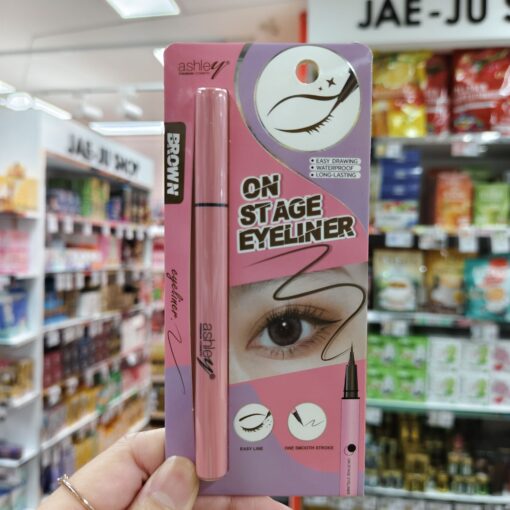 JAE-JU SHOP
JAE-JU SHOP
ashley
BROWN
EASY DRAWING
WATERPROOF
LONG-LASTING
ON
STAGE
EYELINER
eyeliner
ashley
EASY LINE
ONE SMOOTH STROKE